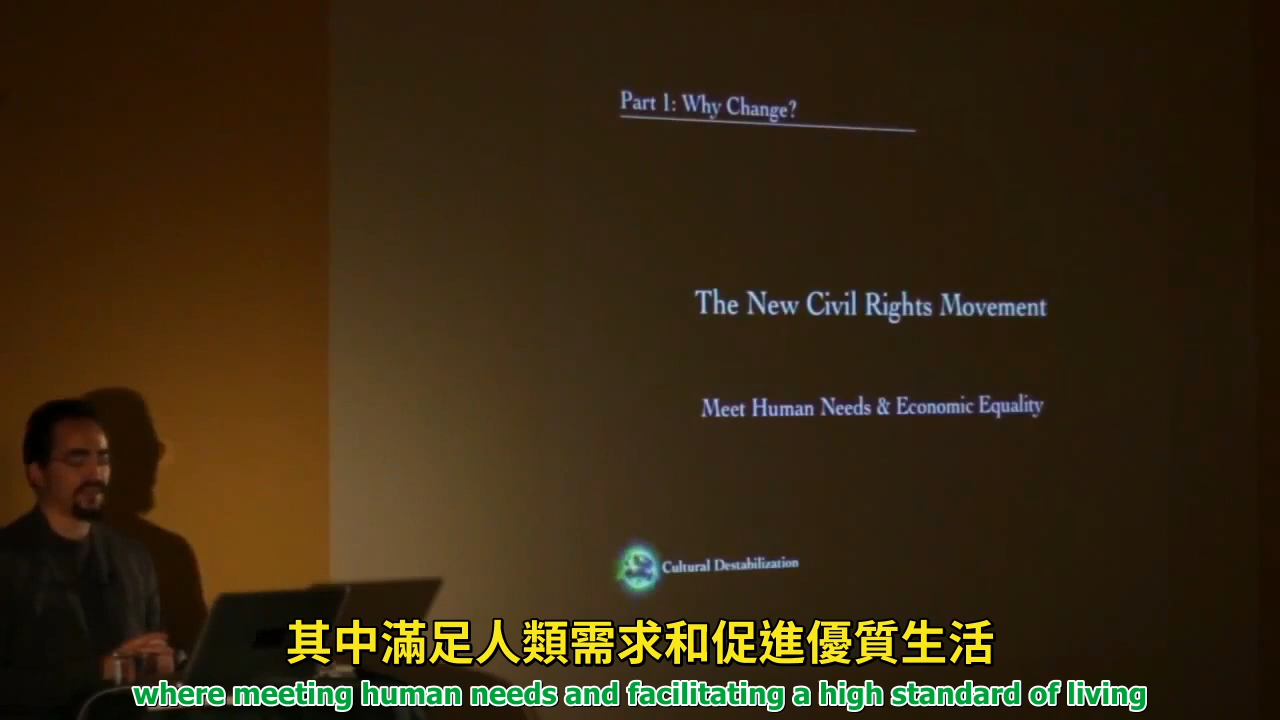 Part 1: Why Change?
The New Civil Rights Movement
Meet Human Needs & Economic Equality
Cultural Destabilization
其中滿足人類需求和促進優質生活
where meeting human needs and facilitating a high standard of living